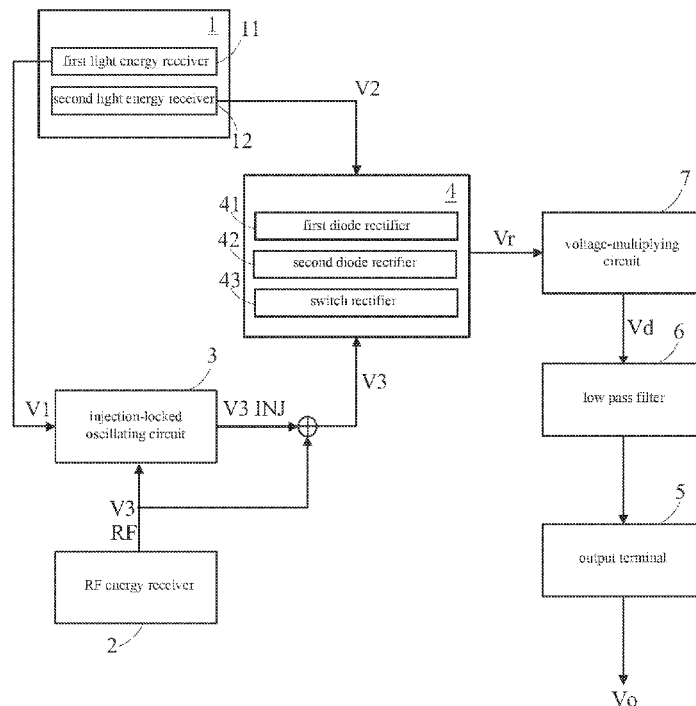 1
11
first light energy receiver
second light energy receiver
12
V2
4
41
first diode rectifier
42
second diode rectifier
43
switch rectifier
Vr
7
voltage-multiplying
circuit
Vd
6
low pass filter
V3
3
V1
injection-locked
oscillating circuit
V3 INJ
V3
RF
5
output terminal
RF energy receiver
2
Vo